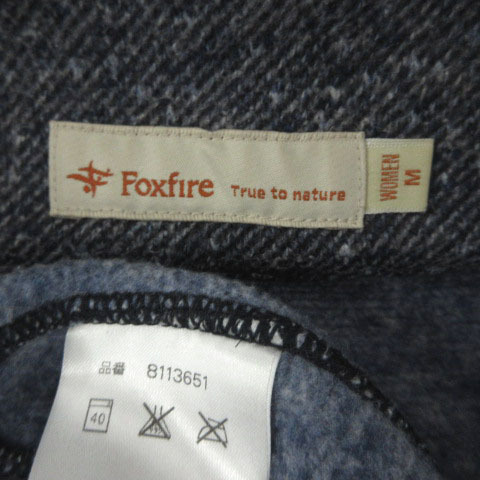 Foxfire True to nature
WOMEN
M
品番 8113651
40